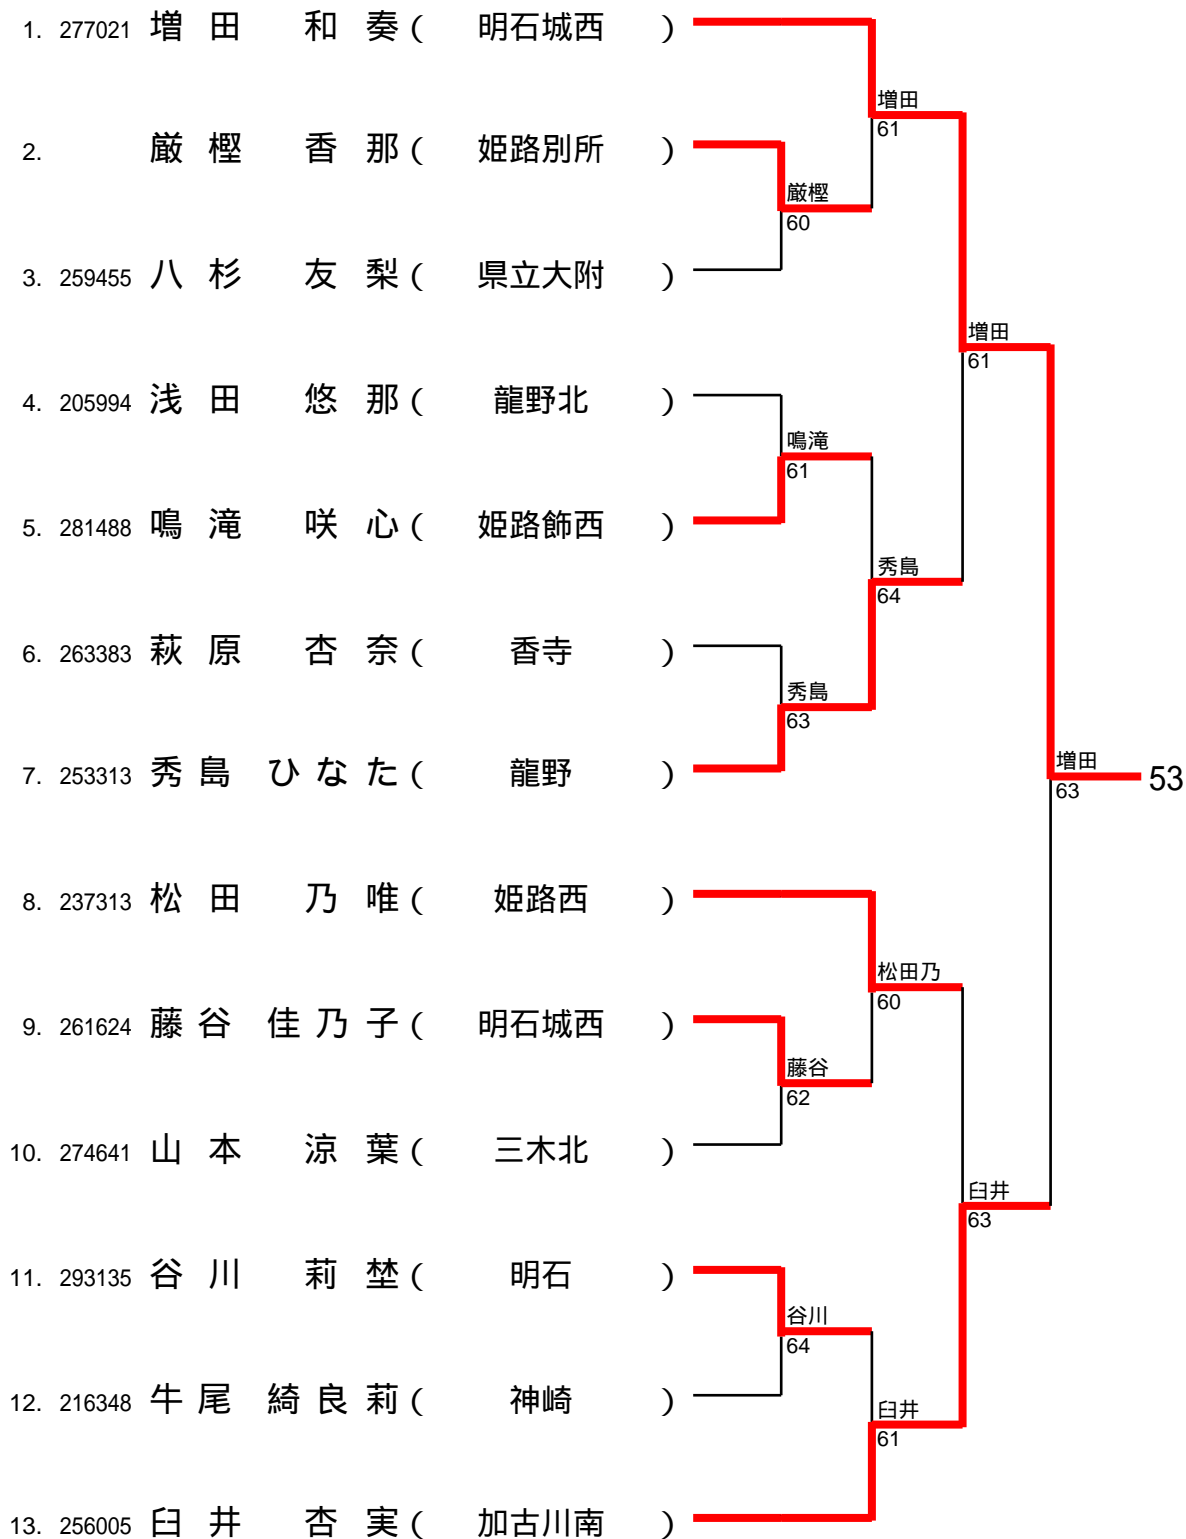 1. 277021 増田 和奏 ( 明石城西 )
増田
61
2. 厳樫 香那 ( 姫路別所 )
厳樫
60
3. 259455 八杉 友梨 ( 県立大附 )
増田
61
4. 205994 浅田 悠那 ( 龍野北 )
鳴滝
61
5. 281488 鳴滝 咲心 ( 姫路飾西 )
秀島
64
6. 263383 萩原 杏奈 ( 香寺 )
秀島
63
7. 253313 秀島 ひなた ( 龍野 )
増田
63
53
8. 237313 松田 乃唯 ( 姫路西 )
松田乃
60
9. 261624 藤谷 佳乃子 ( 明石城西 )
藤谷
62
10. 274641 山本 涼葉 ( 三木北 )
臼井
63
11. 293135 谷川 莉埜 ( 明石 )
谷川
64
12. 216348 牛尾 綺良莉 ( 神崎 )
臼井
61
13. 256005 臼井 杏実 ( 加古川南 )